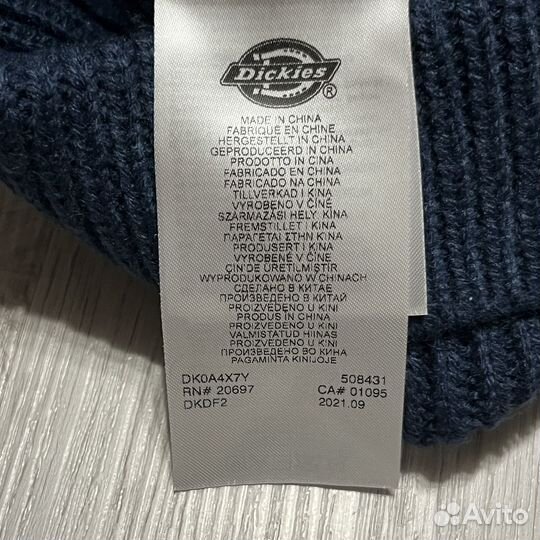 Dickies
®
MADE IN CHINA
FABRIQUÉ EN CHINE
HERGESTELLT IN CHINA
GEPRODUCEERD IN CHINA
PRODOTTO IN CINA
FABRICADO EN CHINA
FABRICADO NA CHINA
TILLVERKAD I KINA
VYROBENO V ČÍNĚ
SZÁRMAZÁSI HELY: KÍNA
FREMSTILLET I KINA
ΠΑΡΑΓΕΤΑΙ ΣΤΗΝ ΚΙΝΑ
PRODUSERT I KINA
VYROBENÉ V ČÍNE
ÇİN'DE ÜRETİLMİŞTİR
WYPRODUKOWANO W CHINACH
СДЕЛАНО В КИТАЕ
ПРОИЗВЕДЕНО В КИТАЙ
PROIZVEDENO U KINI
PRODUS IN CHINA
PROIZVEDENO U KINI
VALMISTATUD HIINAS
PROIZVEDENO U KINI
ПРОИЗВЕДЕНО ВО КИНА
PAGAMINTA KINIJOJE
DK0A4X7Y 508431
RN# 20697 CA# 01095
DKDF2 2021.09
Avito